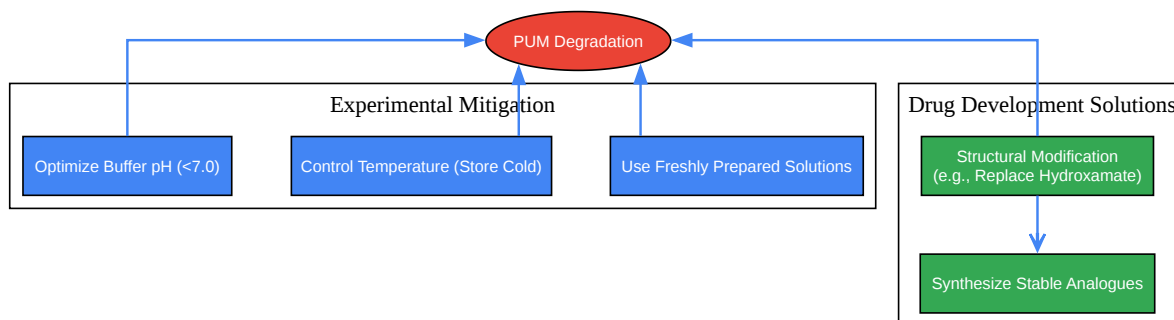 PUM Degradation
Experimental Mitigation
Optimize Buffer pH (<7.0)
Control Temperature (Store Cold)
Use Freshly Prepared Solutions
Drug Development Solutions
Structural Modification
(e.g., Replace Hydroxamate)
Synthesize Stable Analogues